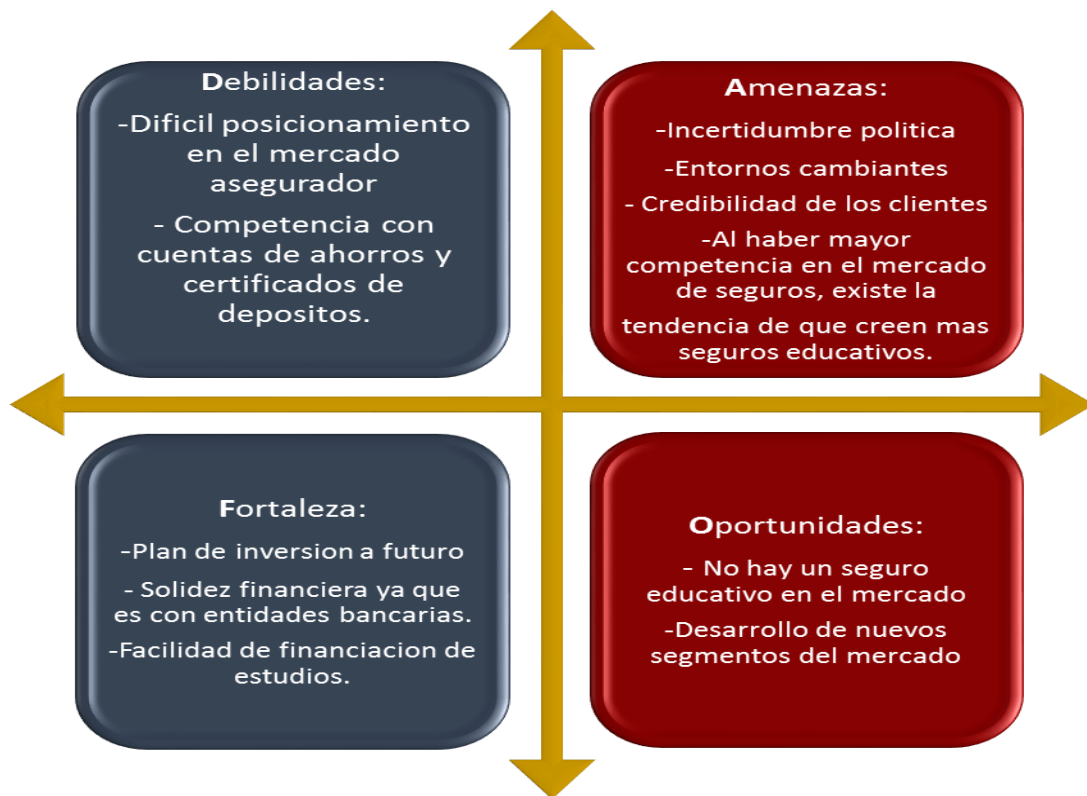 Debilidades:
-Dificil posicionamiento
en el mercado
asegurador
- Competencia con
cuentas de ahorros y
certificados de
depositos.
Amenazas:
-Incertidumbre politica
-Entornos cambiantes
- Credibilidad de los clientes
-Al haber mayor
competencia en el mercado
de seguros, existe la
tendencia de que creen mas
seguros educativos.
Fortaleza:
-Plan de inversion a futuro
- Solidez financiera ya que
es con entidades bancarias.
-Facilidad de financiacion de
estudios.
Oportunidades:
- No hay un seguro
educativo en el mercado
-Desarrollo de nuevos
segmentos del mercado